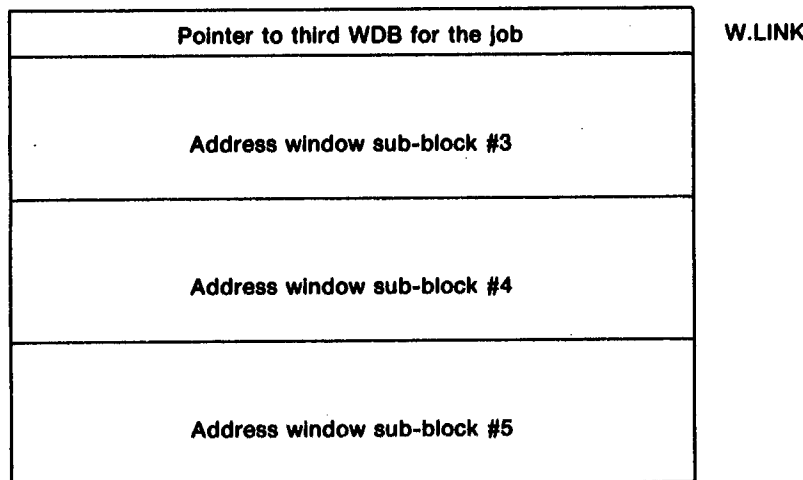 Pointer to third WDB for the job W.LINK
Address window sub-block #3
Address window sub-block #4
Address window sub-block #5